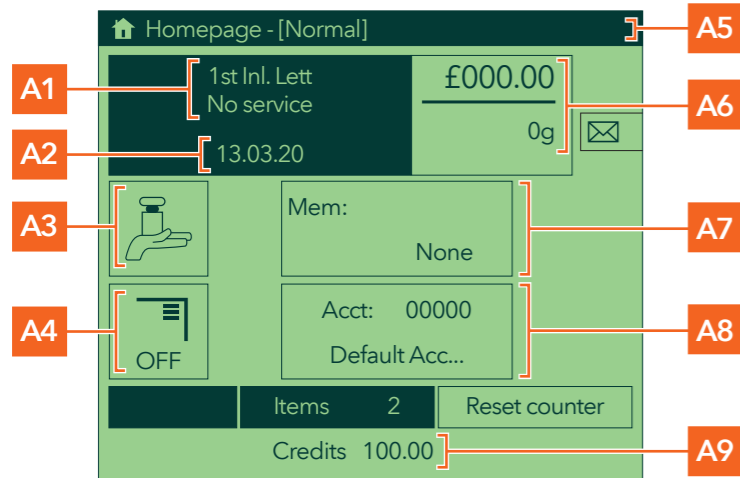 Homepage - [Normal]
A5
A1
1st Inl. Lett
No service
£000.00
A6
0g
A2
13.03.20
A3
Mem:
None
A7
A4
OFF
Acct: 00000
Default Acc...
A8
Items 2 Reset counter
Credits 100.00
A9